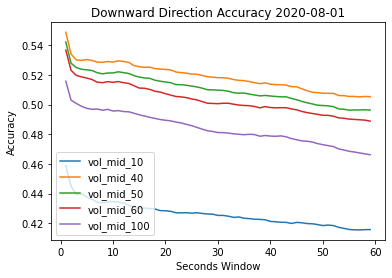 Downward Direction Accuracy 2020-08-01
Accuracy
0.54
0.52
0.50
0.48
0.46
0.44
0.42
vol_mid_10
vol_mid_40
vol_mid_50
vol_mid_60
vol_mid_100
0 10 20 30 40 50 60
Seconds Window